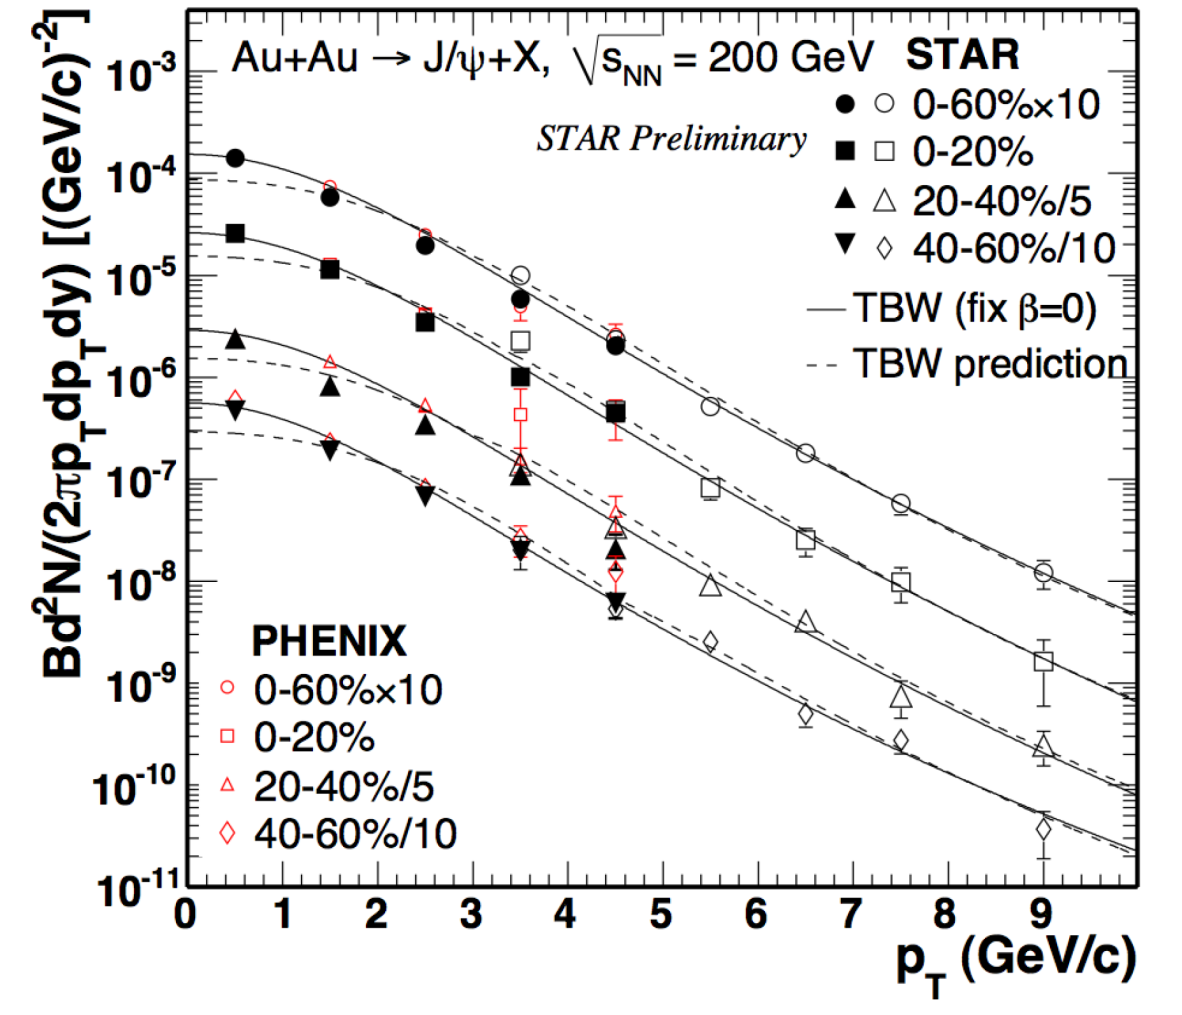 Bd²N/(2πp_Tdp_Tdy) [(GeV/c)⁻²]
10⁻³
10⁻⁴
10⁻⁵
10⁻⁶
10⁻⁷
10⁻⁸
10⁻⁹
10⁻¹⁰
10⁻¹¹
Au+Au → J/ψ+X, √s_NN = 200 GeV
STAR Preliminary
STAR
0-60%×10
0-20%
20-40%/5
40-60%/10
TBW (fix β=0)
TBW prediction
PHENIX
0-60%×10
0-20%
20-40%/5
40-60%/10
0 1 2 3 4 5 6 7 8 9
p_T (GeV/c)